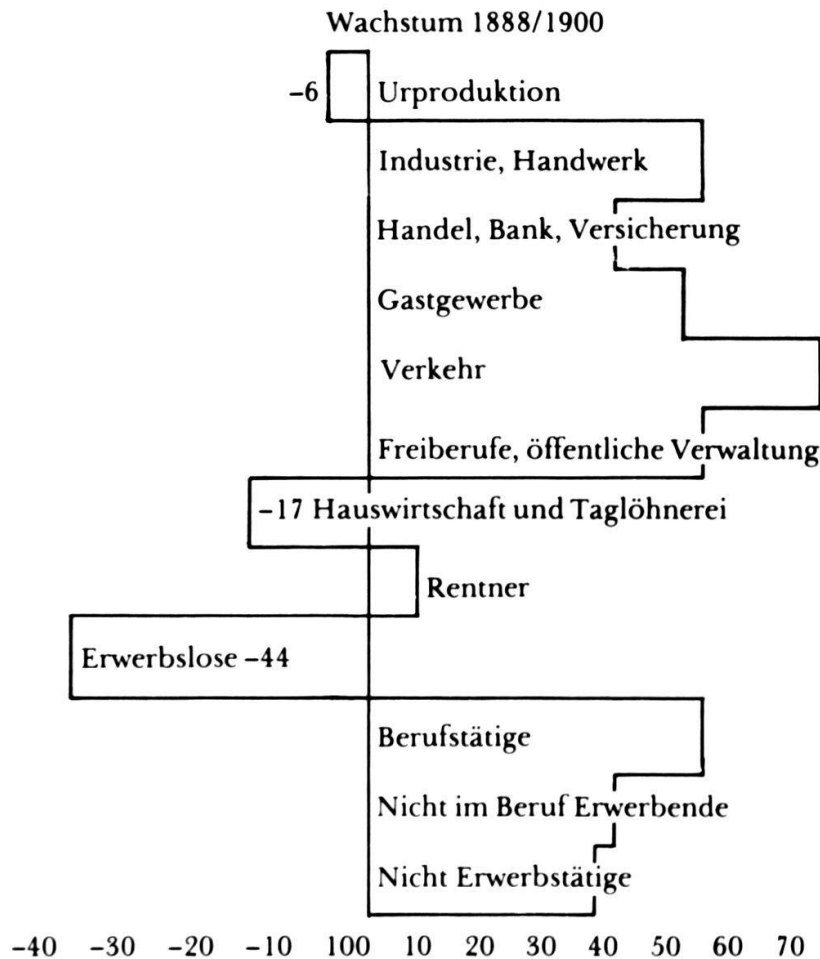 Wachstum 1888/1900
-6 Urproduktion
Industrie, Handwerk
Handel, Bank, Versicherung
Gastgewerbe
Verkehr
Freiberufe, öffentliche Verwaltung
-17 Hauswirtschaft und Taglöhnerei
Rentner
Erwerbslose -44
Berufstätige
Nicht im Beruf Erwerbende
Nicht Erwerbstätige
-40 -30 -20 -10 100 10 20 30 40 50 60 70